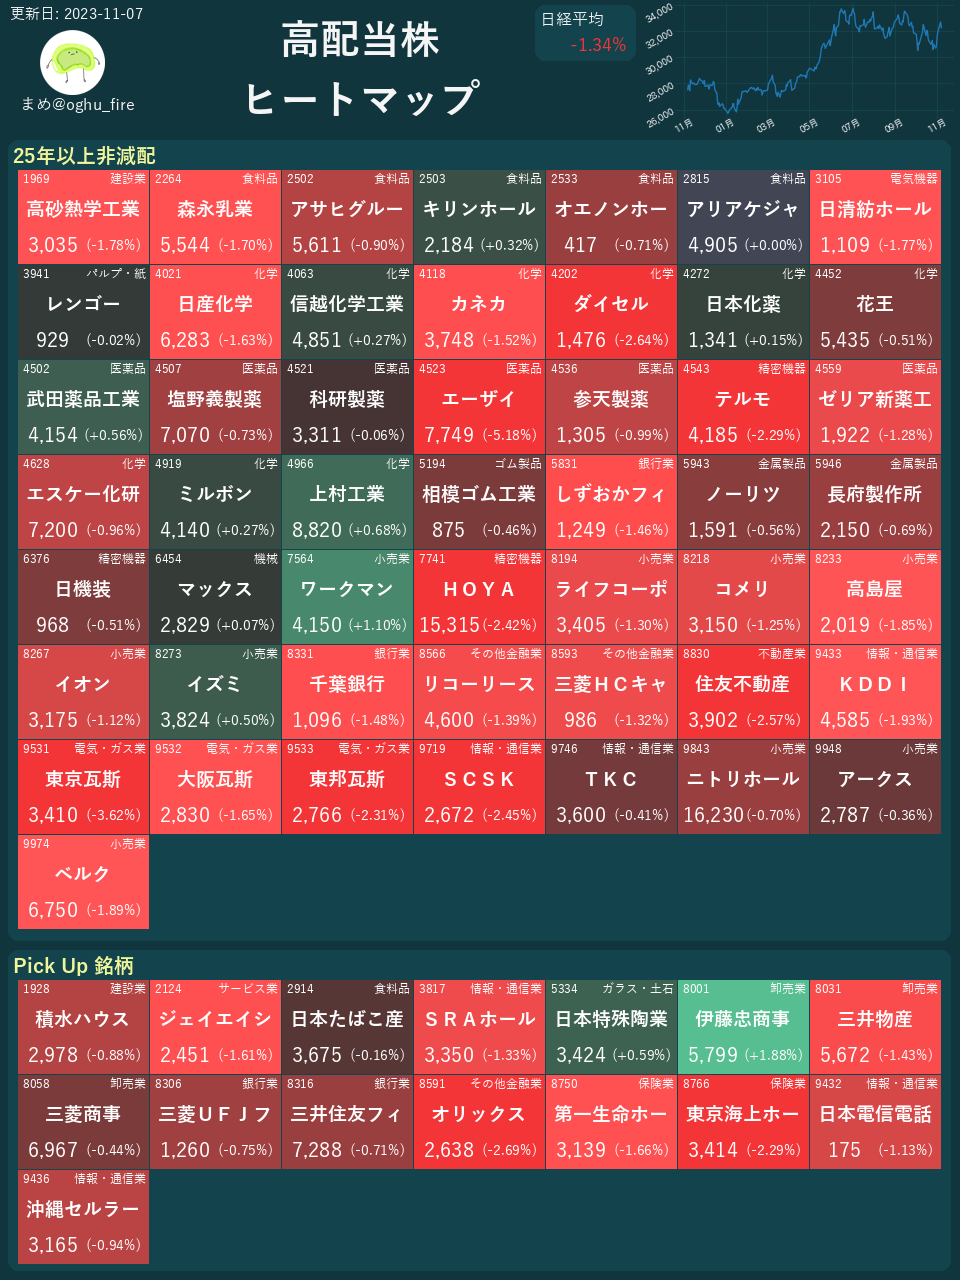 更新日: 2023-11-07
まめ@oghu_fire
高配当株
ヒートマップ
日経平均
-1.34%
34,000
32,000
30,000
28,000
26,000
11月 01月 03月 05月 07月 09月 11月
25年以上非減配
1969 建設業 2264 食料品 2502 食料品 2503 食料品 2533 食料品 2815 食料品 3105 電気機器
高砂熱学工業 森永乳業 アサヒグルー キリンホール オエノンホー アリアケジャ 日清紡ホール
3,035 (-1.78%) 5,544 (-1.70%) 5,611 (-0.90%) 2,184 (+0.32%) 417 (-0.71%) 4,905 (+0.00%) 1,109 (-1.77%)
3941 パルプ・紙 4021 化学 4063 化学 4118 化学 4202 化学 4272 化学 4452 化学
レンゴー 日産化学 信越化学工業 カネカ ダイセル 日本化薬 花王
929 (-0.02%) 6,283 (-1.63%) 4,851 (+0.27%) 3,748 (-1.52%) 1,476 (-2.64%) 1,341 (+0.15%) 5,435 (-0.51%)
4502 医薬品 4507 医薬品 4521 医薬品 4523 医薬品 4536 医薬品 4543 精密機器 4559 医薬品
武田薬品工業 塩野義製薬 科研製薬 エーザイ 参天製薬 テルモ ゼリア新薬工
4,154 (+0.56%) 7,070 (-0.73%) 3,311 (-0.06%) 7,749 (-5.18%) 1,305 (-0.99%) 4,185 (-2.29%) 1,922 (-1.28%)
4628 化学 4919 化学 4966 化学 5194 ゴム製品 5831 銀行業 5943 金属製品 5946 金属製品
エスケー化研 ミルボン 上村工業 相模ゴム工業 しずおかフィ ノーリツ 長府製作所
7,200 (-0.96%) 4,140 (+0.27%) 8,820 (+0.68%) 875 (-0.46%) 1,249 (-1.46%) 1,591 (-0.56%) 2,150 (-0.69%)
6376 精密機器 6454 機械 7564 小売業 7741 精密機器 8194 小売業 8218 小売業 8233 小売業
日機装 マックス ワークマン ＨＯＹＡ ライフコーポ コメリ 高島屋
968 (-0.51%) 2,829 (+0.07%) 4,150 (+1.10%) 15,315 (-2.42%) 3,405 (-1.30%) 3,150 (-1.25%) 2,019 (-1.85%)
8267 小売業 8273 小売業 8331 銀行業 8566 その他金融業 8593 その他金融業 8830 不動産業 9433 情報・通信業
イオン イズミ 千葉銀行 リコーリース 三菱ＨＣキャ 住友不動産 ＫＤＤＩ
3,175 (-1.12%) 3,824 (+0.50%) 1,096 (-1.48%) 4,600 (-1.39%) 986 (-1.32%) 3,902 (-2.57%) 4,585 (-1.93%)
9531 電気・ガス業 9532 電気・ガス業 9533 電気・ガス業 9719 情報・通信業 9746 情報・通信業 9843 小売業 9948 小売業
東京瓦斯 大阪瓦斯 東邦瓦斯 ＳＣＳＫ ＴＫＣ ニトリホール アークス
3,410 (-3.62%) 2,830 (-1.65%) 2,766 (-2.31%) 2,672 (-2.45%) 3,600 (-0.41%) 16,230 (-0.70%) 2,787 (-0.36%)
9974 小売業
ベルク
6,750 (-1.89%)
Pick Up 銘柄
1928 建設業 2124 サービス業 2914 食料品 3817 情報・通信業 5334 ガラス・土石 8001 卸売業 8031 卸売業
積水ハウス ジェイエイシ 日本たばこ産 ＳＲＡホール 日本特殊陶業 伊藤忠商事 三井物産
2,978 (-0.88%) 2,451 (-1.61%) 3,675 (-0.16%) 3,350 (-1.33%) 3,424 (+0.59%) 5,799 (+1.88%) 5,672 (-1.43%)
8058 卸売業 8306 銀行業 8316 銀行業 8591 その他金融業 8750 保険業 8766 保険業 9432 情報・通信業
三菱商事 三菱ＵＦＪフ 三井住友フィ オリックス 第一生命ホー 東京海上ホー 日本電信電話
6,967 (-0.44%) 1,260 (-0.75%) 7,288 (-0.71%) 2,638 (-2.69%) 3,139 (-1.66%) 3,414 (-2.29%) 175 (-1.13%)
9436 情報・通信業
沖縄セルラー
3,165 (-0.94%)